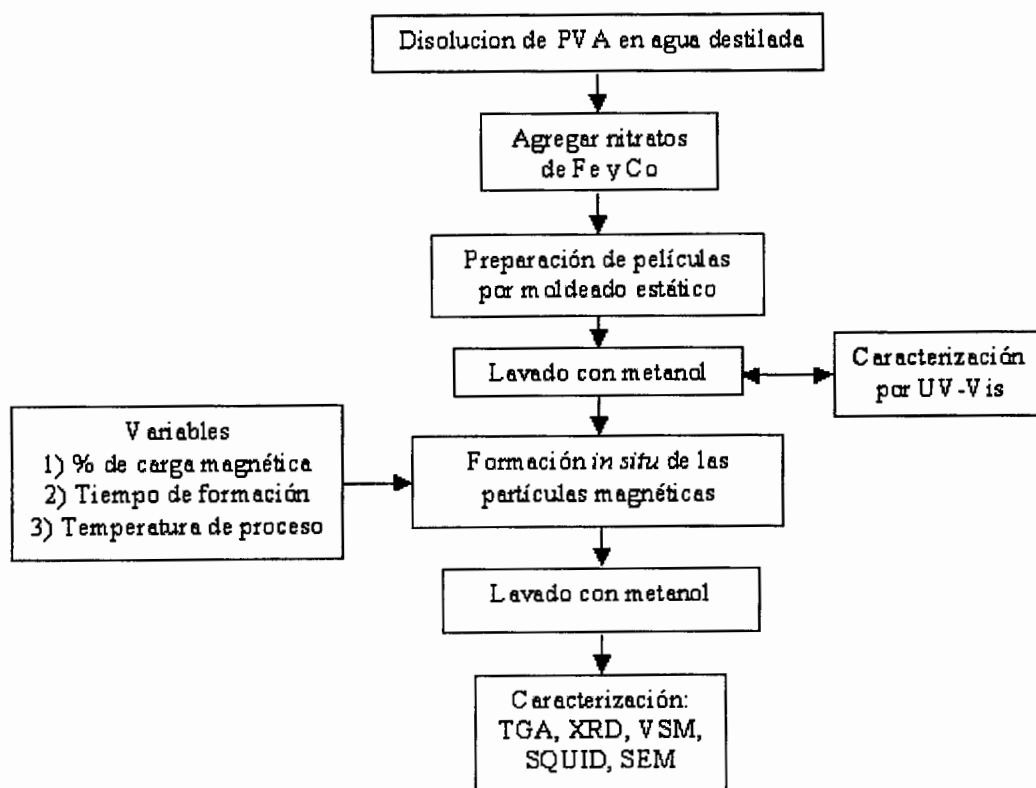 Disolucion de PVA en agua destilada
Agregar nitratos
de Fe y Co
Preparación de películas
por moldeado estático
Lavado con metanol
Caracterización
por UV-Vis
Variables
1) % de carga magnética
2) Tiempo de formación
3) Temperatura de proceso
Formación in situ de las
partículas magnéticas
Lavado con metanol
Caracterización:
TGA, XRD, VSM,
SQUID, SEM